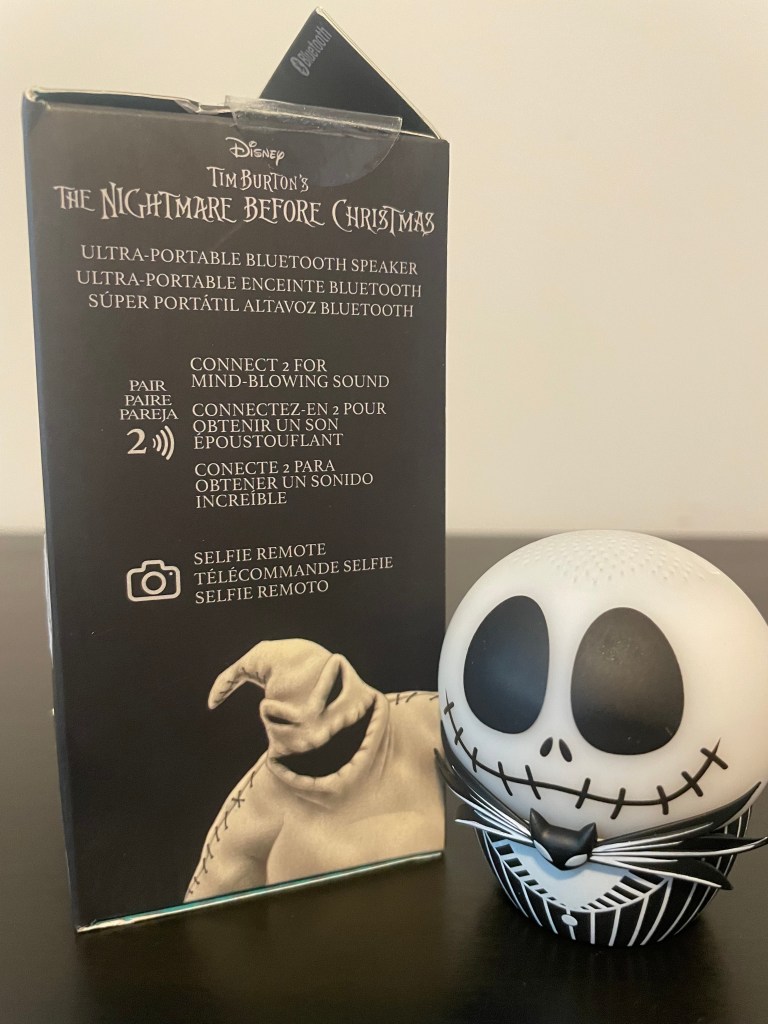 Bluetooth
Disney
TIM BURTON'S
THE NIGHTMARE BEFORE CHRISTMAS
ULTRA-PORTABLE BLUETOOTH SPEAKER
ULTRA-PORTABLE ENCEINTE BLUETOOTH
SÚPER PORTÁTIL ALTAVOZ BLUETOOTH
PAIR
PAIRE
PAREJA
2
CONNECT 2 FOR
MIND-BLOWING SOUND
CONNECTEZ-EN 2 POUR
OBTENIR UN SON
ÉPOUSTOUFLANT
CONECTE 2 PARA
OBTENER UN SONIDO
INCREÍBLE
SELFIE REMOTE
TÉLÉCOMMANDE SELFIE
SELFIE REMOTO